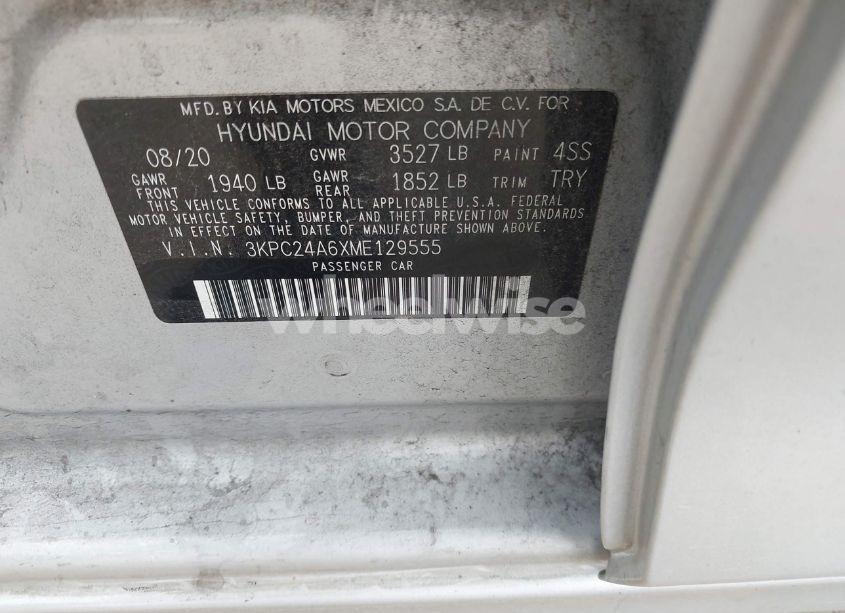 MFD. BY KIA MOTORS MEXICO S.A. DE C.V. FOR
HYUNDAI MOTOR COMPANY
08/20 GVWR 3527 LB PAINT 4SS
GAWR FRONT 1940 LB GAWR REAR 1852 LB TRIM TRY
THIS VEHICLE CONFORMS TO ALL APPLICABLE U.S.A. FEDERAL
MOTOR VEHICLE SAFETY, BUMPER, AND THEFT PREVENTION STANDARDS
IN EFFECT ON THE DATE OF MANUFACTURE SHOWN ABOVE.
V.I.N. 3KPC24A6XME129555
PASSENGER CAR
wheelwise